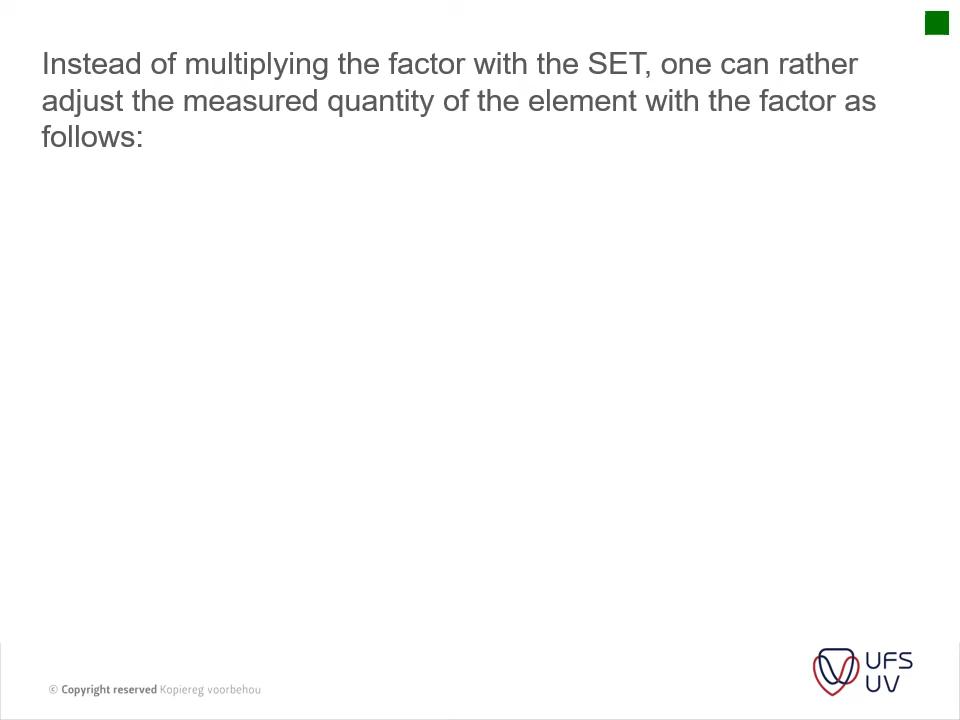 Instead of multiplying the factor with the SET, one can rather
adjust the measured quantity of the element with the factor as
follows:
© Copyright reserved Kopiereg voorbehou
UFS
UV